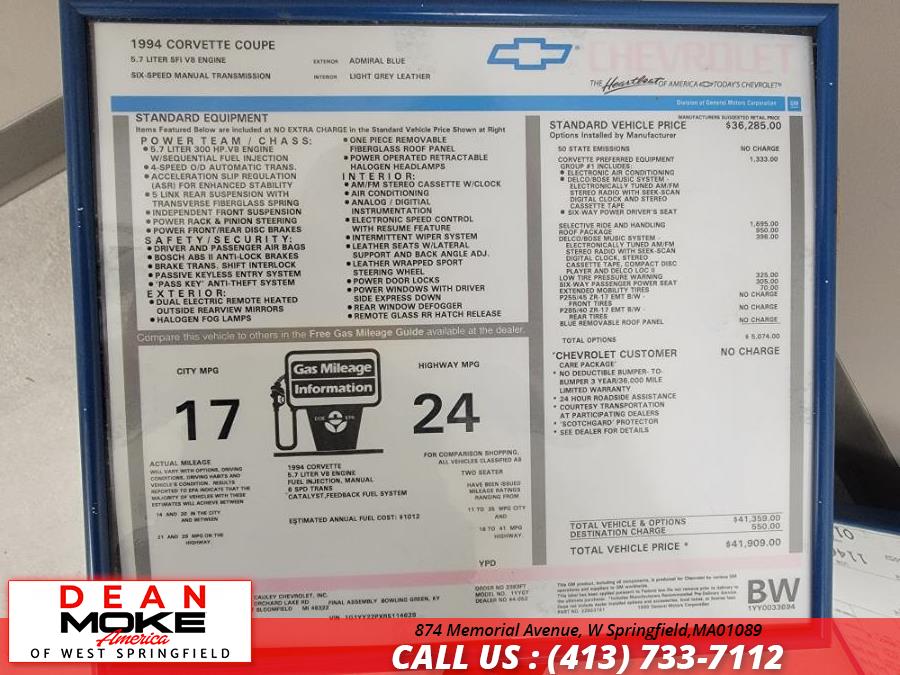 1994 CORVETTE COUPE
5.7 LITER SFI V8 ENGINE
EXTERIOR ADMIRAL BLUE
SIX-SPEED MANUAL TRANSMISSION
INTERIOR LIGHT GREY LEATHER
CHEVROLET
THE Heartbeat OF AMERICA TODAY'S CHEVROLET
Division of General Motors Corporation GM
STANDARD EQUIPMENT
Items Featured Below are included at NO EXTRA CHARGE in the Standard Vehicle Price Shown at Right
POWER TEAM / CHASS:
5.7 LITER 300 HP.V8 ENGINE
W/SEQUENTIAL FUEL INJECTION
4-SPEED O/D AUTOMATIC TRANS.
ACCELERATION SLIP REGULATION
(ASR) FOR ENHANCED STABILITY
5 LINK REAR SUSPENSION WITH
TRANSVERSE FIBERGLASS SPRING
INDEPENDENT FRONT SUSPENSION
POWER RACK & PINION STEERING
POWER FRONT/REAR DISC BRAKES
SAFETY/SECURITY:
DRIVER AND PASSENGER AIR BAGS
BOSCH ABS II ANTI-LOCK BRAKES
BRAKE TRANS. SHIFT INTERLOCK
PASSIVE KEYLESS ENTRY SYSTEM
'PASS KEY' ANTI-THEFT SYSTEM
EXTERIOR:
DUAL ELECTRIC REMOTE HEATED
OUTSIDE REARVIEW MIRRORS
HALOGEN FOG LAMPS
ONE PIECE REMOVABLE
FIBERGLASS ROOF PANEL
POWER OPERATED RETRACTABLE
HALOGEN HEADLAMPS
INTERIOR:
AM/FM STEREO CASSETTE W/CLOCK
AIR CONDITIONING
ANALOG / DIGITIAL
INSTRUMENTATION
ELECTRONIC SPEED CONTROL
WITH RESUME FEATURE
INTERMITTENT WIPER SYSTEM
LEATHER SEATS W/LATERAL
SUPPORT AND BACK ANGLE ADJ.
LEATHER WRAPPED SPORT
STEERING WHEEL
POWER DOOR LOCKS
POWER WINDOWS WITH DRIVER
SIDE EXPRESS DOWN
REAR WINDOW DEFOGGER
REMOTE GLASS RR HATCH RELEASE
Compare this vehicle to others in the Free Gas Mileage Guide available at the dealer.
CITY MPG
17
Gas Mileage
Information
DOE EPA
HIGHWAY MPG
24
ACTUAL MILEAGE
WILL VARY WITH OPTIONS, DRIVING
CONDITIONS, DRIVING HABITS AND
VEHICLE'S CONDITION. RESULTS
REPORTED TO EPA INDICATE THAT THE
MAJORITY OF VEHICLES WITH THESE
ESTIMATES WILL ACHIEVE BETWEEN
14 AND 20 IN THE CITY
AND BETWEEN
21 AND 29 MPG ON THE
HIGHWAY.
1994 CORVETTE
5.7 LITER V8 ENGINE
FUEL INJECTION, MANUAL
6 SPD TRANS
CATALYST,FEEDBACK FUEL SYSTEM
ESTIMATED ANNUAL FUEL COST: $1012
FOR COMPARISON SHOPPING,
ALL VEHICLES CLASSIFIED AS
TWO SEATER
HAVE BEEN ISSUED
MILEAGE RATINGS
RANGING FROM
11 TO 35 MPG CITY
AND
16 TO 41 MPG
HIGHWAY.
YPD
MANUFACTURERS SUGGESTED RETAIL PRICE
STANDARD VEHICLE PRICE $36,285.00
Options Installed by Manufacturer
50 STATE EMISSIONS NO CHARGE
CORVETTE PREFERRED EQUIPMENT 1,333.00
GROUP #1 INCLUDES:
ELECTRONIC AIR CONDITIONING
DELCO/BOSE MUSIC SYSTEM -
ELECTRONICALLY TUNED AM/FM
STEREO RADIO WITH SEEK-SCAN
DIGITAL CLOCK AND STEREO
CASSETTE TAPE
SIX-WAY POWER DRIVER'S SEAT
SELECTIVE RIDE AND HANDLING 1,695.00
ROOF PACKAGE 950.00
DELCO/BOSE MUSIC SYSTEM - 396.00
ELECTRONICALLY TUNED AM/FM
STEREO RADIO WITH SEEK-SCAN
DIGITAL CLOCK, STEREO
CASSETTE TAPE, COMPACT DISC
PLAYER AND DELCO LOC II
LOW TIRE PRESSURE WARNING 325.00
SIX-WAY PASSENGER POWER SEAT 305.00
EXTENDED MOBILITY TIRES 70.00
P255/45 ZR-17 EMT B/W - NO CHARGE
FRONT TIRES
P285/40 ZR-17 EMT B/W - NO CHARGE
REAR TIRES
BLUE REMOVABLE ROOF PANEL NO CHARGE
TOTAL OPTIONS $ 5,074.00
"CHEVROLET CUSTOMER NO CHARGE
CARE PACKAGE"
* NO DEDUCTIBLE BUMPER- TO-
BUMPER 3 YEAR/36,000 MILE
LIMITED WARRANTY
* 24 HOUR ROADSIDE ASSISTANCE
* COURTESY TRANSPORTATION
AT PARTICIPATING DEALERS
* 'SCOTCHGARD' PROTECTOR
* SEE DEALER FOR DETAILS
TOTAL VEHICLE & OPTIONS $41,359.00
DESTINATION CHARGE 550.00
TOTAL VEHICLE PRICE * $41,909.00
CAULEY CHEVROLET, INC.
ORCHARD LAKE RD
BLOOMFIELD MI 48322
FINAL ASSEMBLY BOWLING GREEN, KY
MODEL NO. 1YY07
DEALER NO 44-052
BW
1YY0033694
DEAN
MOKE
America
OF WEST SPRINGFIELD
874 Memorial Avenue, W Springfield,MA01089
CALL US : (413) 733-7112